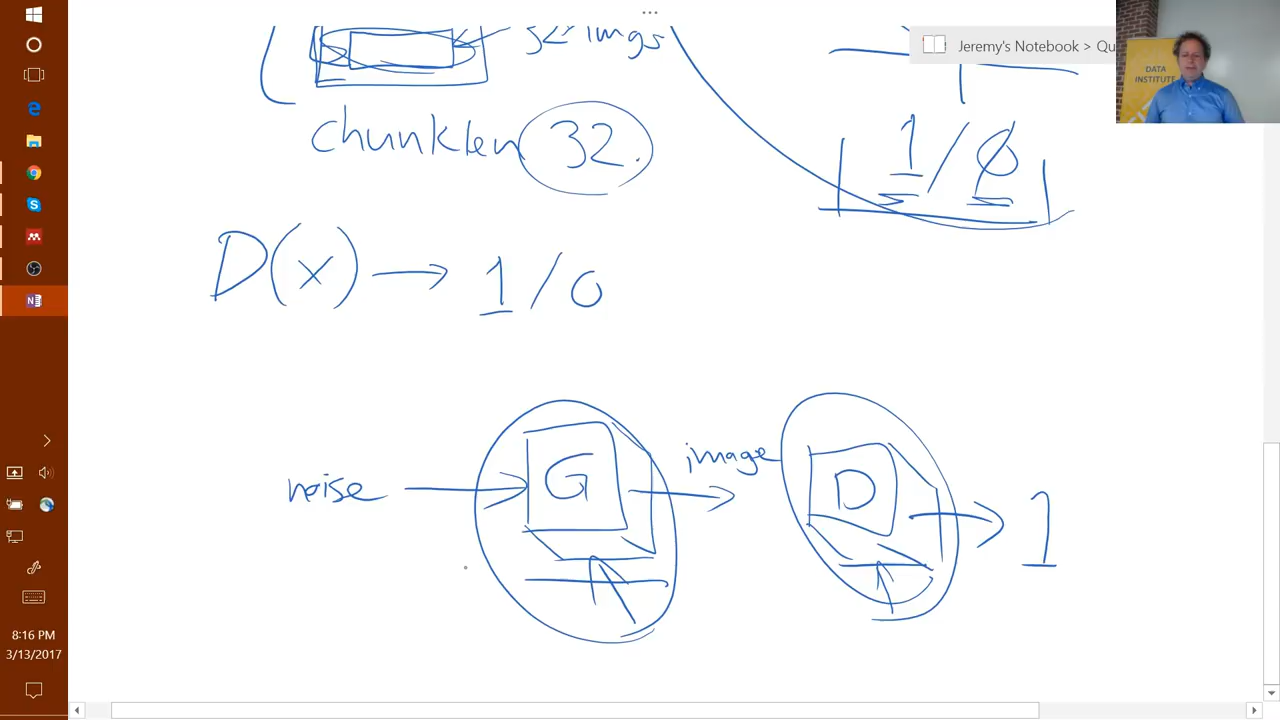 Jeremy's Notebook > Qu
DATA
INSTITUTE
imgs
chunklen 32.
1/0
D(x) → 1/0
noise → G → image D → 1
8:16 PM
3/13/2017